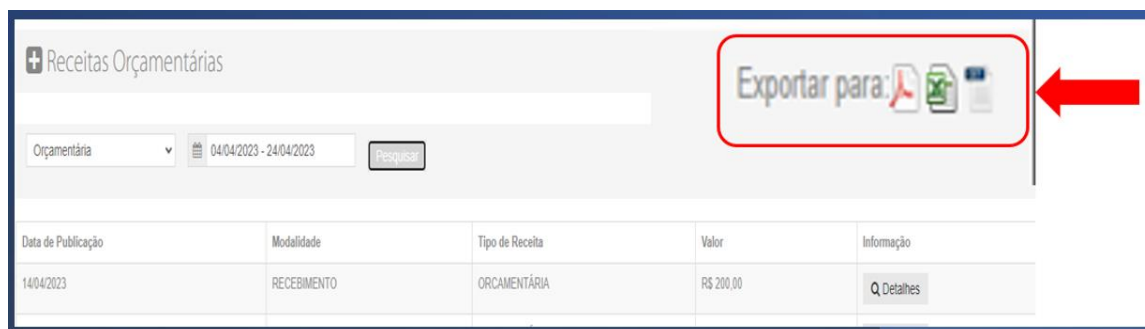 Receitas Orçamentárias
Exportar para:
Orçamentária
04/04/2023 - 24/04/2023
Pesquisar
Data de Publicação Modalidade Tipo de Receita Valor Informação
14/04/2023 RECEBIMENTO ORCAMENTÁRIA R$ 200,00 Detalhes